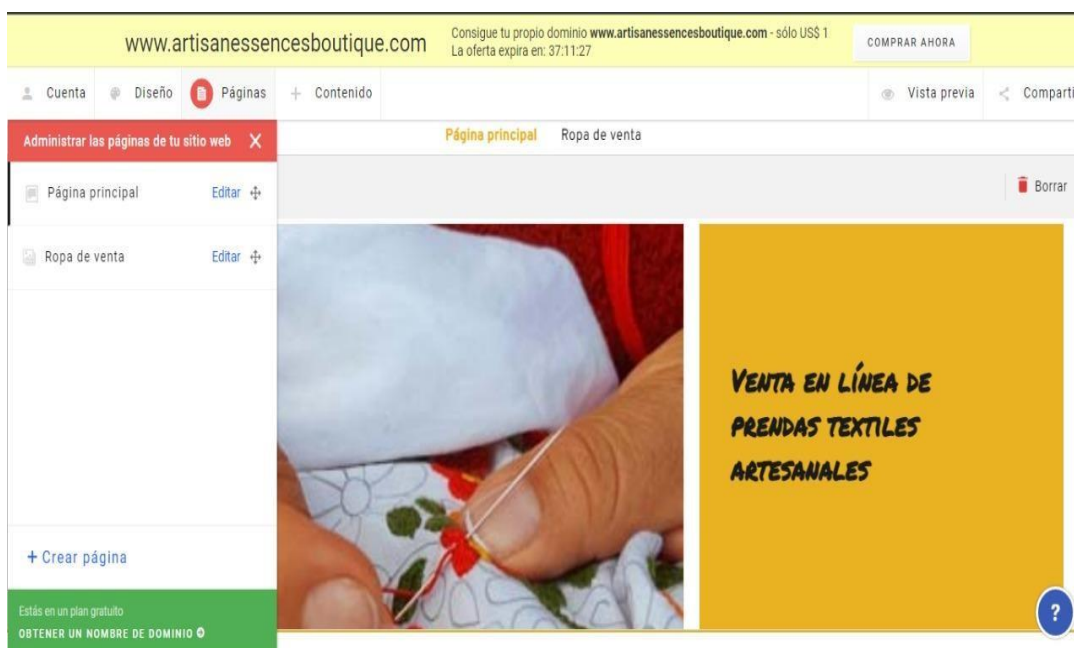 www.artisanessencesboutique.com
Consigue tu propio dominio www.artisanessencesboutique.com - sólo US$ 1
La oferta expira en: 37:11:27
COMPRAR AHORA
Cuenta
Diseño
Páginas
+ Contenido
Vista previa
Comparti
Administrar las páginas de tu sitio web X
Página principal
Ropa de venta
Página principal Editar
Borrar
Ropa de venta Editar
VENTA EN LÍNEA DE
PRENDAS TEXTILES
ARTESANALES
+ Crear página
Estás en un plan gratuito
OBTENER UN NOMBRE DE DOMINIO
?